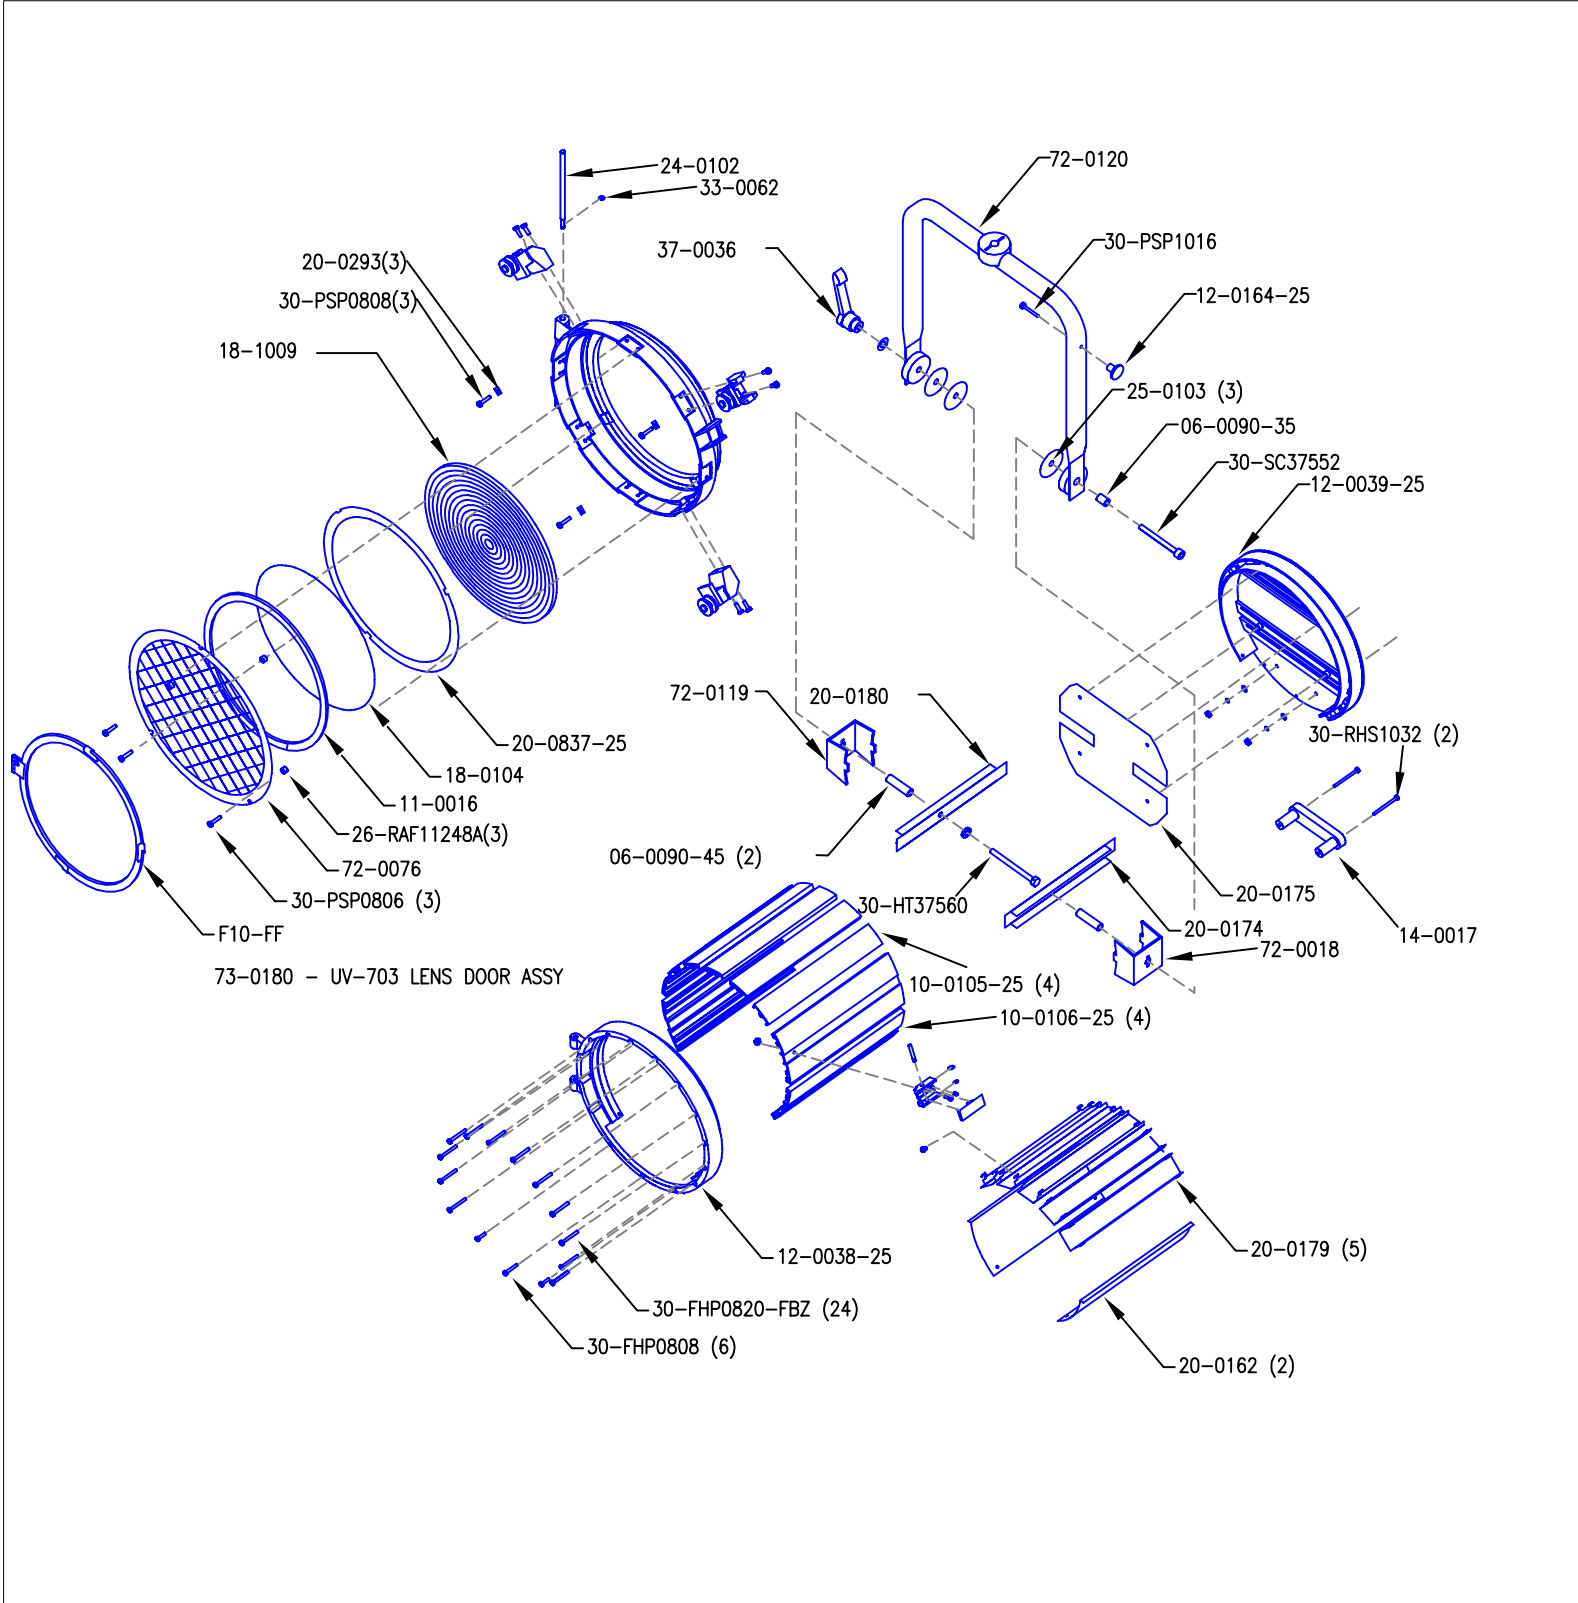 72-0120
24-0102
33-0062
30-PSP1016
37-0036
20-0293(3)
12-0164-25
30-PSP0808(3)
18-1009
25-0103 (3)
06-0090-35
30-SC37552
12-0039-25
72-0119
20-0180
30-RHS1032 (2)
20-0837-25
18-0104
11-0016
26-RAF11248A(3)
06-0090-45 (2)
72-0076
20-0175
30-PSP0806 (3)
30-HT37560
20-0174
14-0017
F10-FF
72-0018
73-0180 - UV-703 LENS DOOR ASSY
10-0105-25 (4)
10-0106-25 (4)
12-0038-25
20-0179 (5)
30-FHP0820-FBZ (24)
30-FHP0808 (6)
20-0162 (2)